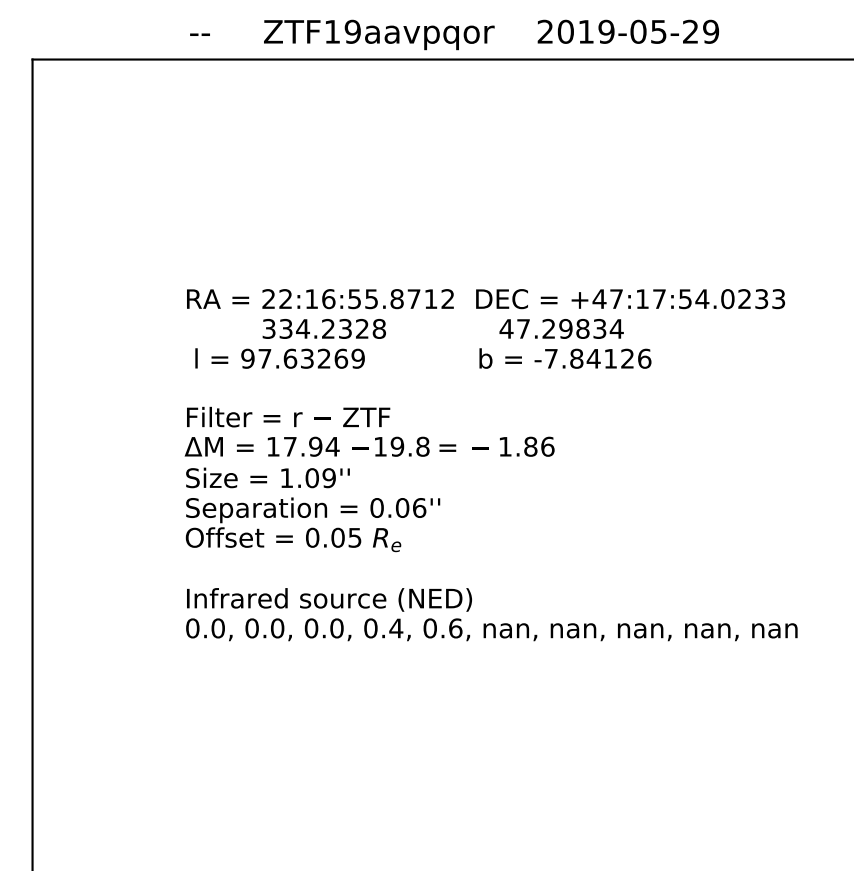 -- ZTF19aavpqor 2019-05-29
RA = 22:16:55.8712 DEC = +47:17:54.0233
334.2328 47.29834
l = 97.63269 b = -7.84126
Filter = r − ZTF
ΔM = 17.94 −19.8 = − 1.86
Size = 1.09''
Separation = 0.06''
Offset = 0.05 Rₑ
Infrared source (NED)
0.0, 0.0, 0.0, 0.4, 0.6, nan, nan, nan, nan, nan